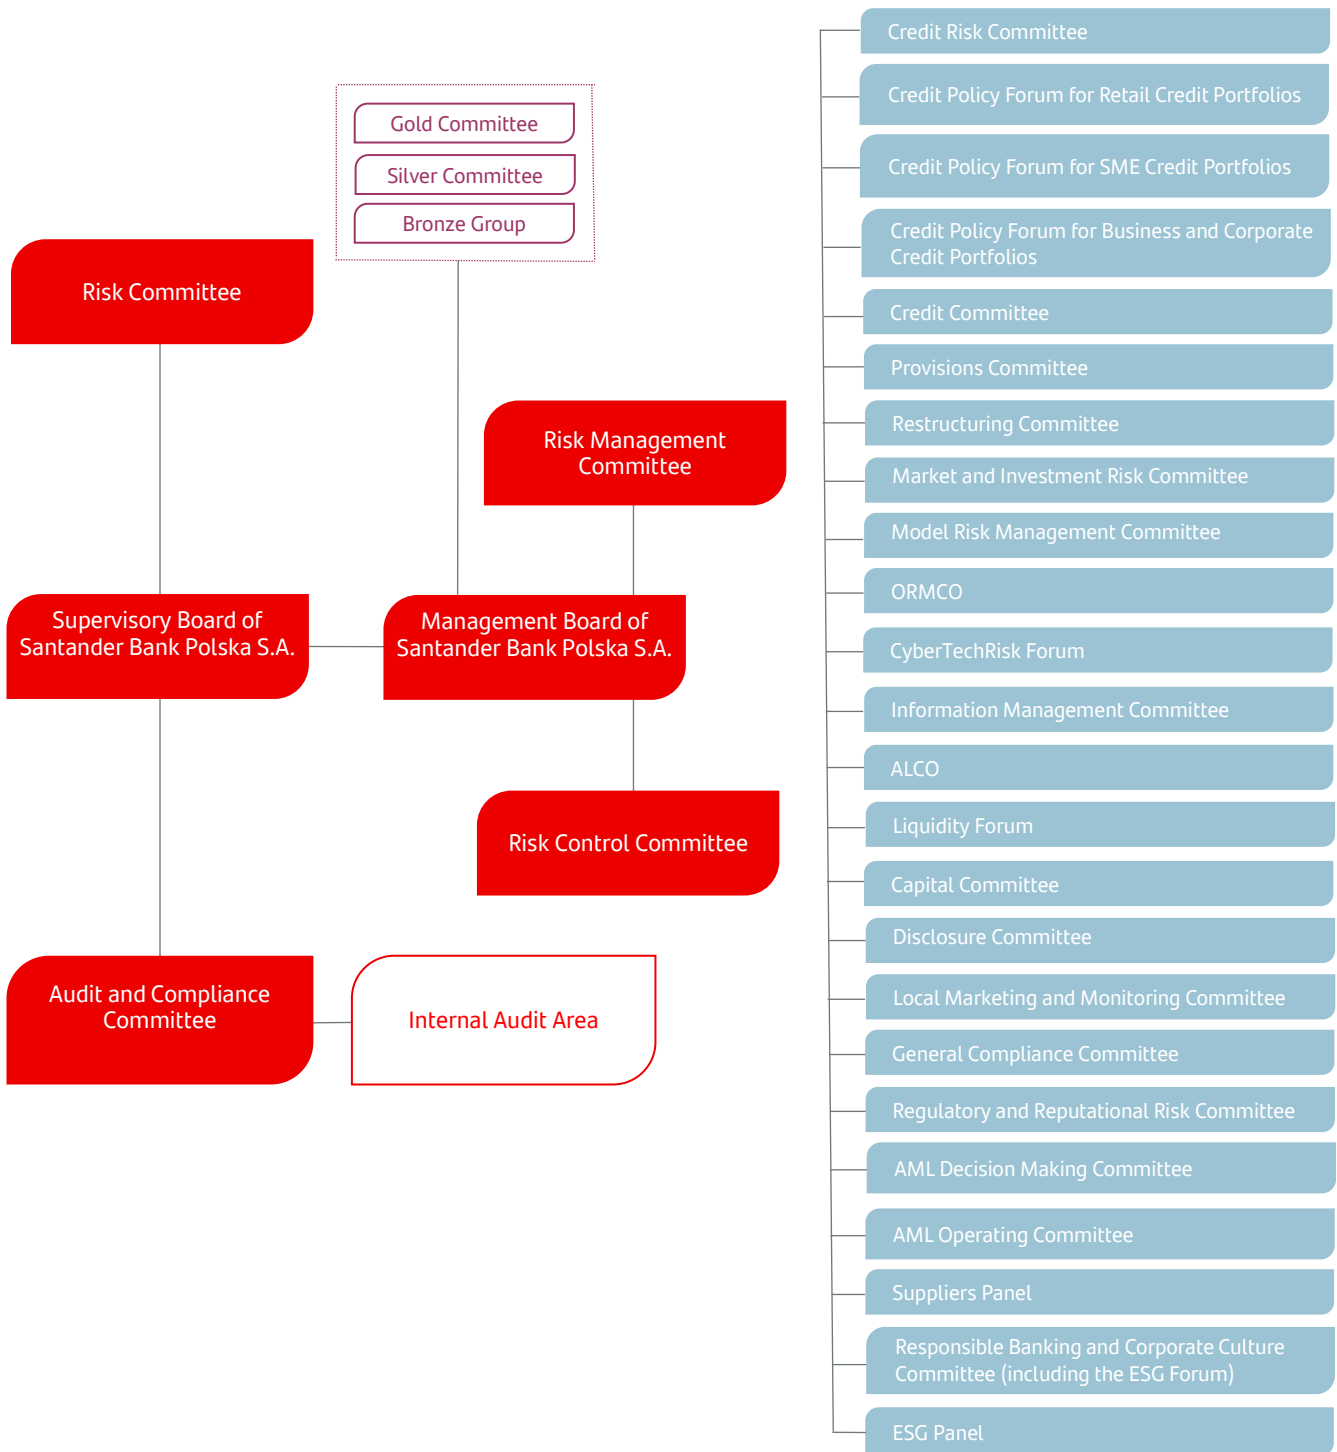 Gold Committee
Silver Committee
Bronze Group
Risk Committee
Risk Management
Committee
Supervisory Board of
Santander Bank Polska S.A.
Management Board of
Santander Bank Polska S.A.
Risk Control Committee
Audit and Compliance
Committee
Internal Audit Area
Credit Risk Committee
Credit Policy Forum for Retail Credit Portfolios
Credit Policy Forum for SME Credit Portfolios
Credit Policy Forum for Business and Corporate
Credit Portfolios
Credit Committee
Provisions Committee
Restructuring Committee
Market and Investment Risk Committee
Model Risk Management Committee
ORMCO
CyberTechRisk Forum
Information Management Committee
ALCO
Liquidity Forum
Capital Committee
Disclosure Committee
Local Marketing and Monitoring Committee
General Compliance Committee
Regulatory and Reputational Risk Committee
AML Decision Making Committee
AML Operating Committee
Suppliers Panel
Responsible Banking and Corporate Culture
Committee (including the ESG Forum)
ESG Panel